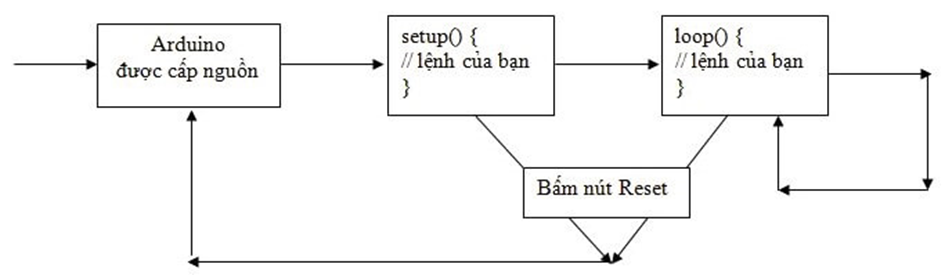 Arduino
được cấp nguồn
setup() {
// lệnh của bạn
}
loop() {
// lệnh của bạn
}
Bấm nút Reset